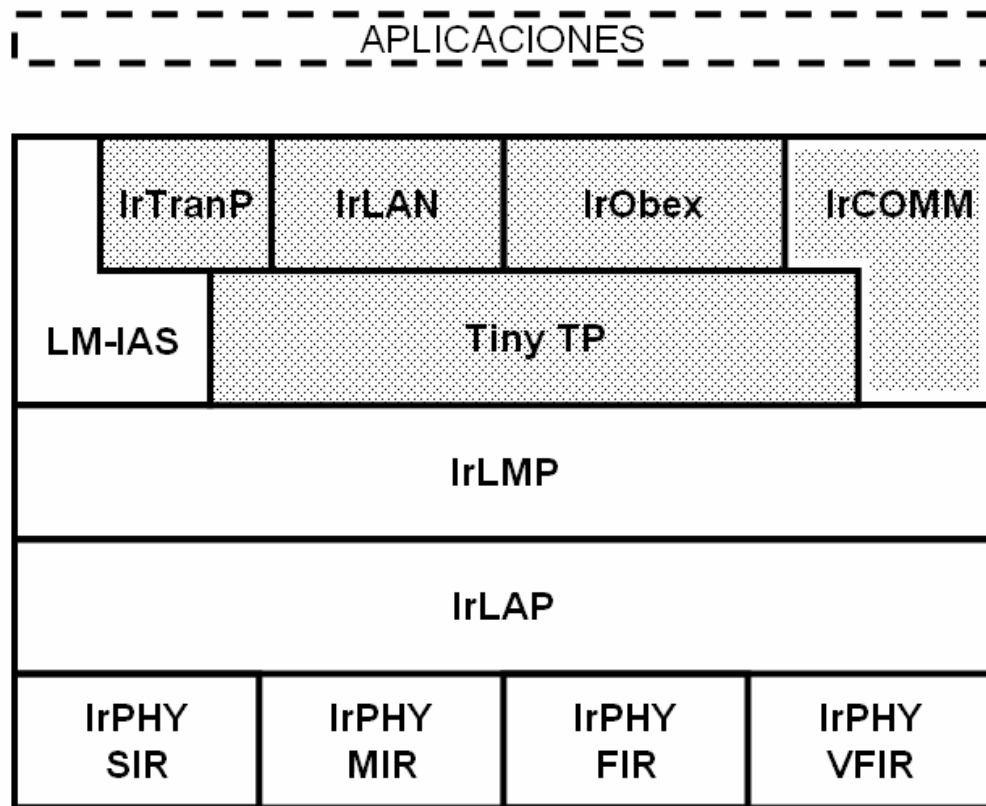 APLICACIONES
IrTranP
IrLAN
IrObex
IrCOMM
LM-IAS
Tiny TP
IrLMP
IrLAP
IrPHY
SIR
IrPHY
MIR
IrPHY
FIR
IrPHY
VFIR